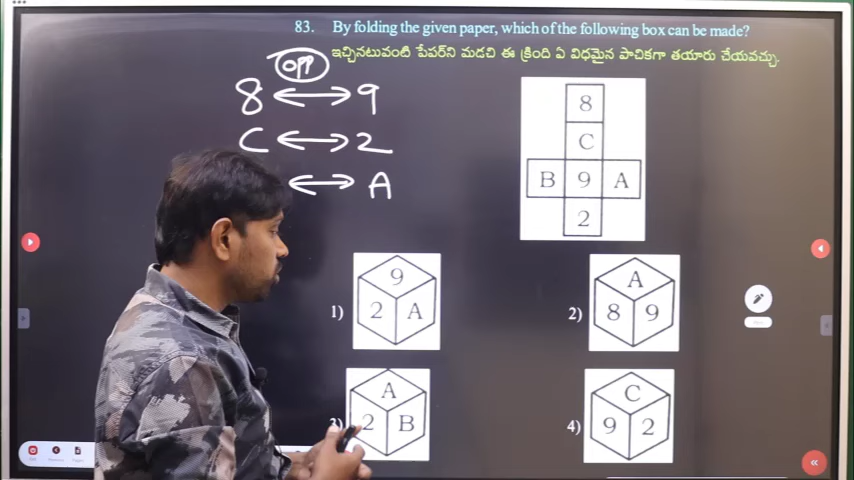 83. By folding the given paper, which of the following box can be made?
ఇచ్చినటువంటి పేపర్‌ని మడచి ఈ క్రింది ఏ విధమైన పాచికగా తయారు చేయవచ్చు.
opp
8 ↔ 9
C ↔ 2
↔ A
8
C
B 9 A
2
1) 9 2 A
2) A 8 9
3) A 2 B
4) C 9 2